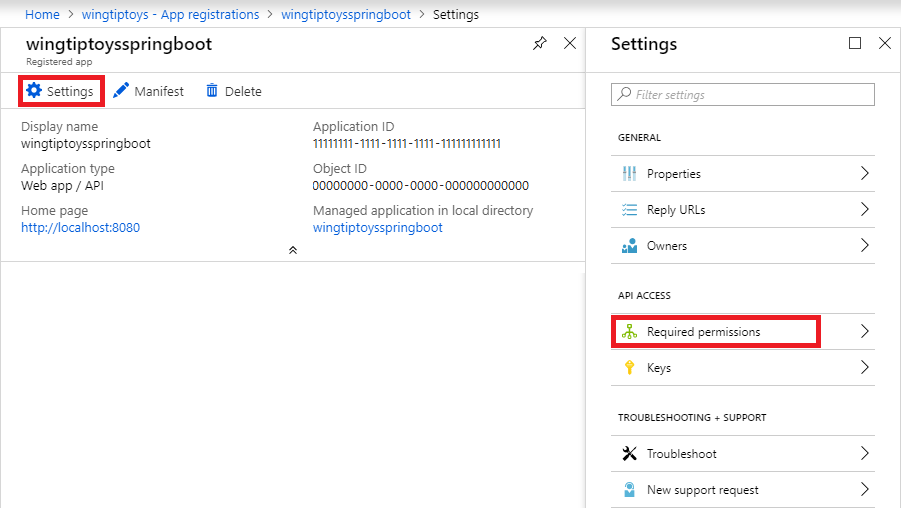 Home > wingtiptoys - App registrations > wingtiptoysspringboot > Settings
wingtiptoysspringboot
Registered app
Settings Manifest Delete
Display name
wingtiptoysspringboot
Application ID
11111111-1111-1111-1111-111111111111
Application type
Web app / API
Object ID
00000000-0000-0000-000000000000
Home page
http://localhost:8080
Managed application in local directory
wingtiptoysspringboot
Settings
Filter settings
GENERAL
Properties
Reply URLs
Owners
API ACCESS
Required permissions
Keys
TROUBLESHOOTING + SUPPORT
Troubleshoot
New support request